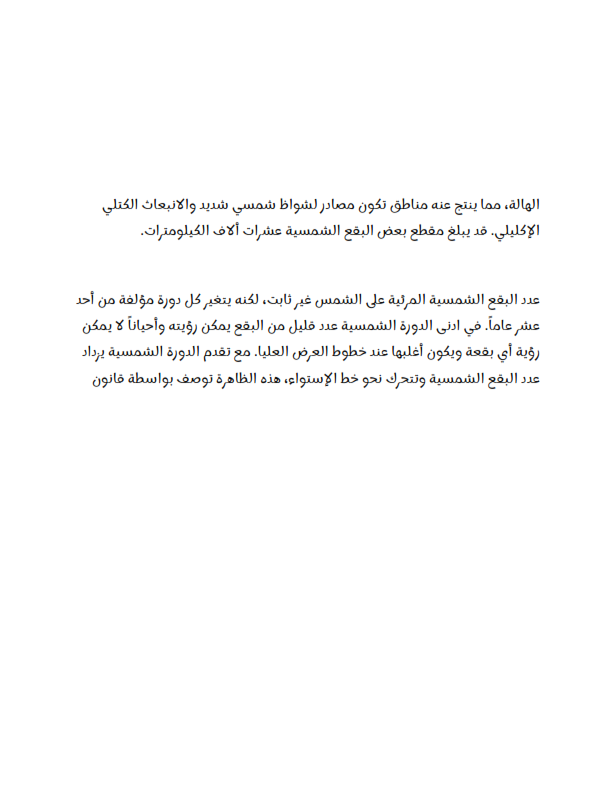 الهالة، مما ينتج عنه مناطق تكون مصادر لشواظ شمسي شديد والانبعاث الكتلي
الإكليلي. قد يبلغ مقطع بعض البقع الشمسية عشرات ألاف الكيلومترات.
عدد البقع الشمسية المرئية على الشمس غير ثابت، لكنه يتغير كل دورة مؤلفة من أحد
عشر عاماً. في ادنى الدورة الشمسية عدد قليل من البقع يمكن رؤيته وأحياناً لا يمكن
رؤية أي بقعة ويكون أغلبها عند خطوط العرض العليا. مع تقدم الدورة الشمسية يزداد
عدد البقع الشمسية وتتحرك نحو خط الإستواء، هذه الظاهرة توصف بواسطة قانون